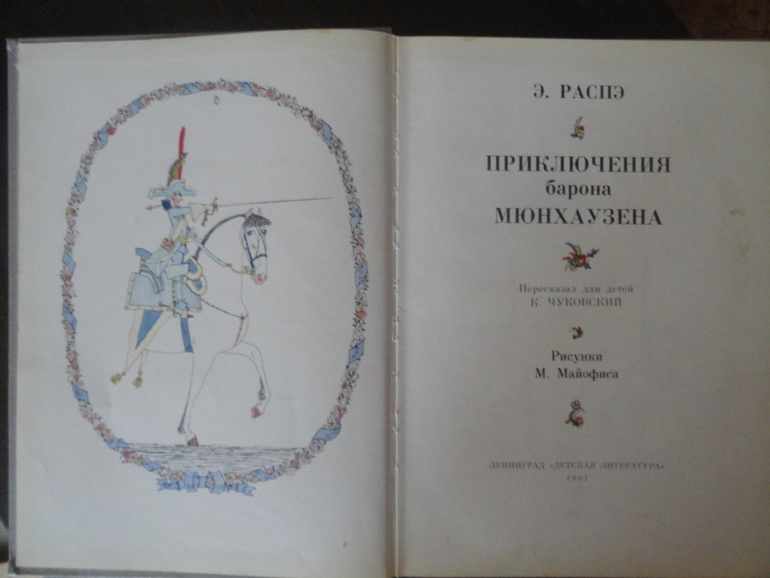 Э. РАСПЭ
ПРИКЛЮЧЕНИЯ
барона
МЮНХАУЗЕНА
Пересказал для детей
К. ЧУКОВСКИЙ
Рисунки
М. Майофиса
ЛЕНИНГРАД «ДЕТСКАЯ ЛИТЕРАТУРА»